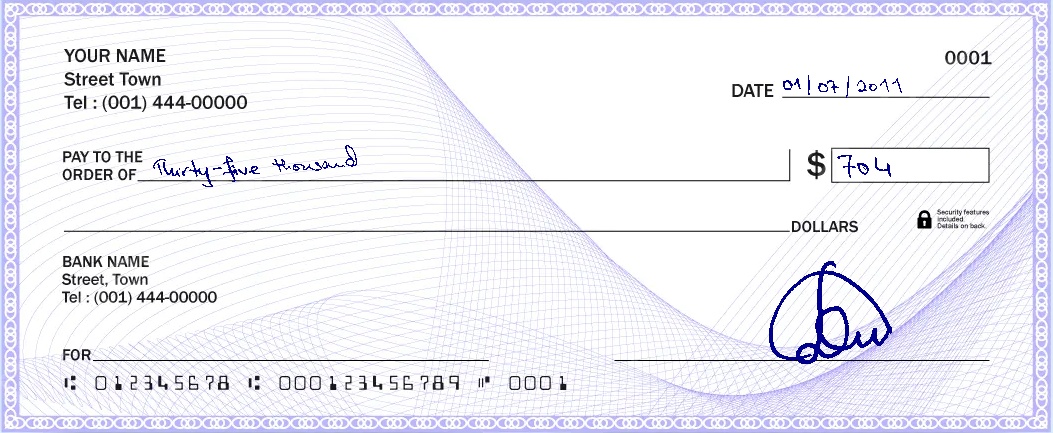 YOUR NAME
0001
Street Town
DATE 01/07/2011
Tel : (001) 444-00000
PAY TO THE
ORDER OF Thirty-five thousand $ 704
Security features
included.
Details on back.
DOLLARS
BANK NAME
Street, Town
Tel : (001) 444-00000
FOR
⑆ 012345678 ⑆ 000123456789 ⑈ 0001